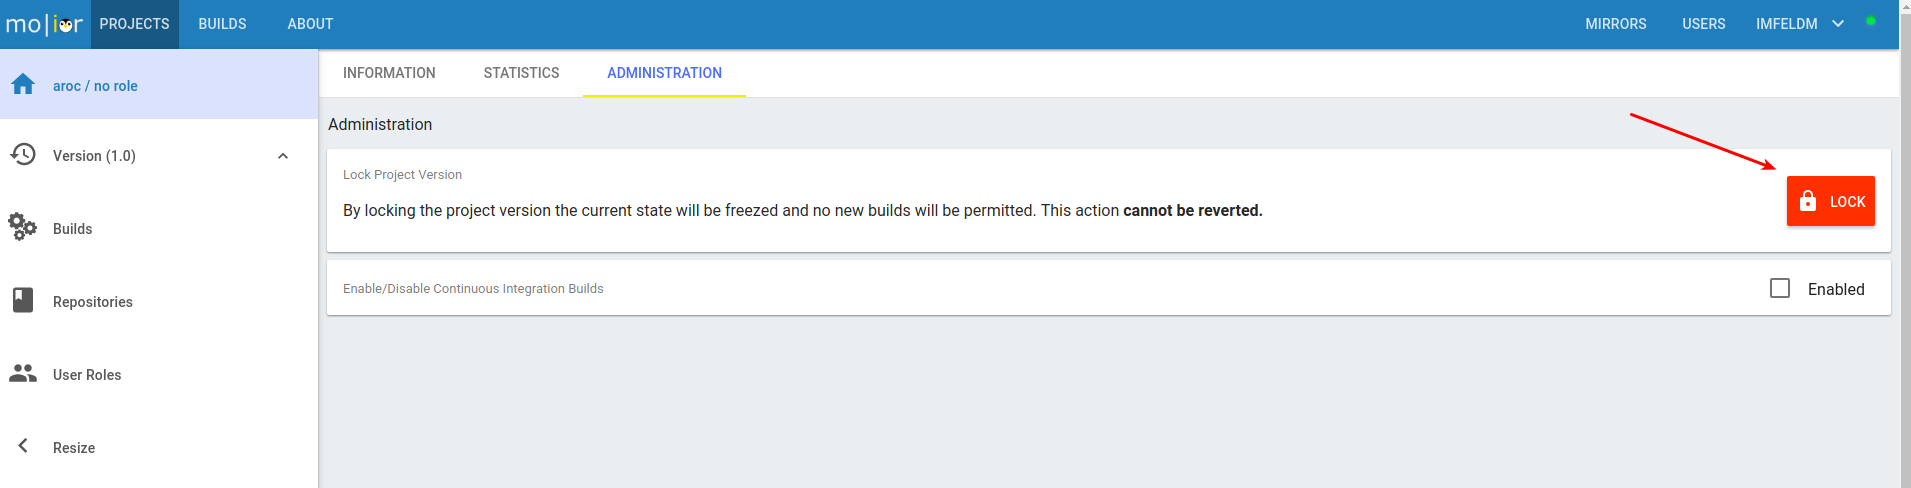 mo|ior PROJECTS BUILDS ABOUT MIRRORS USERS IMFELDM
aroc / no role
Version (1.0)
Builds
Repositories
User Roles
Resize
INFORMATION STATISTICS ADMINISTRATION
Administration
Lock Project Version
By locking the project version the current state will be freezed and no new builds will be permitted. This action cannot be reverted.
LOCK
Enable/Disable Continuous Integration Builds
Enabled